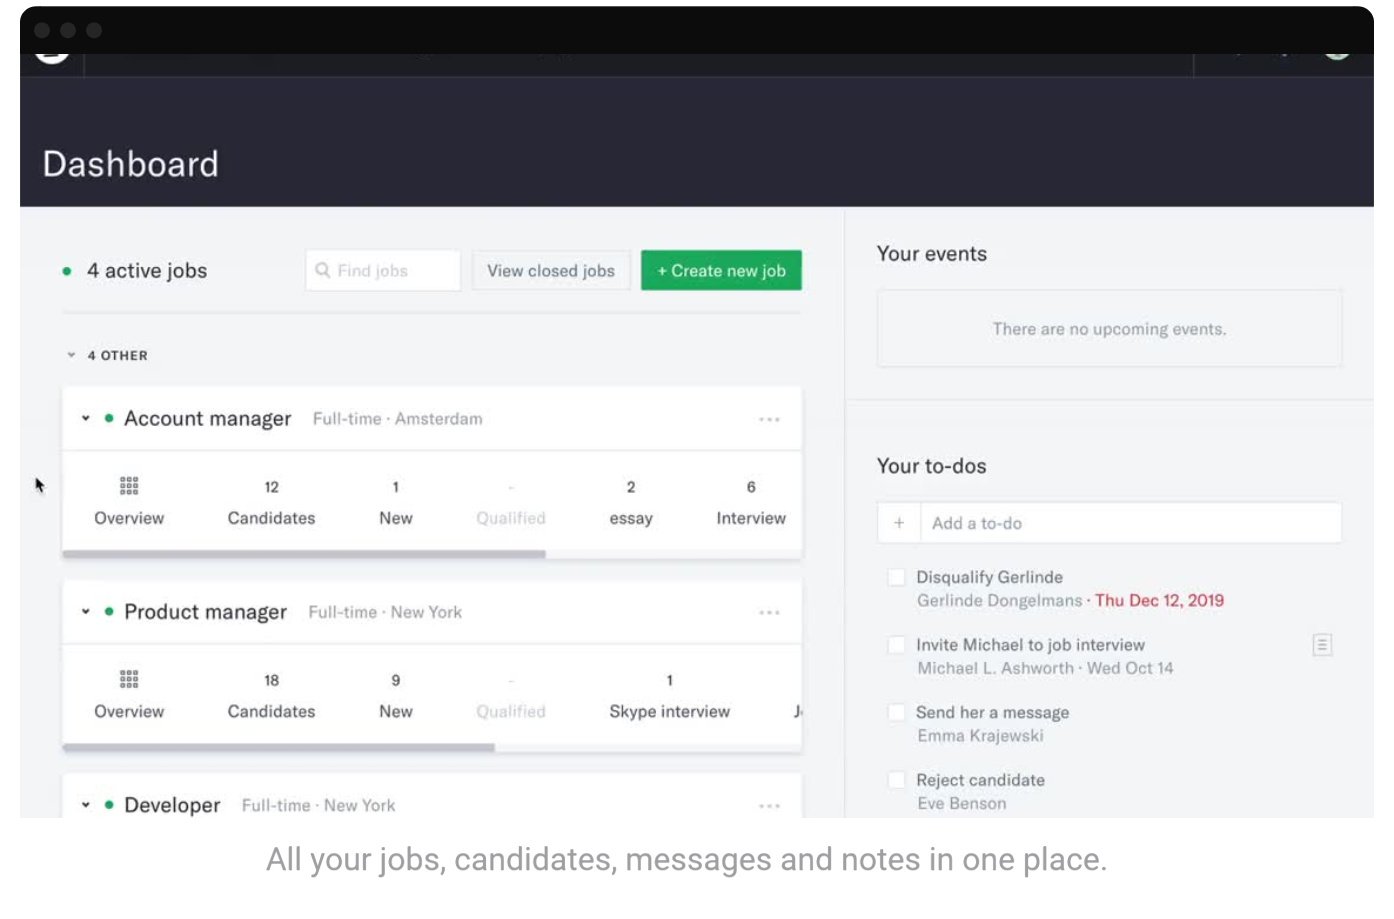 Dashboard
4 active jobs
Find jobs
View closed jobs
+ Create new job
4 OTHER
Account manager Full-time · Amsterdam
12 1 - 2 6
Overview Candidates New Qualified essay Interview
Product manager Full-time · New York
18 9 - 1
Overview Candidates New Qualified Skype interview
Developer Full-time · New York
Your events
There are no upcoming events.
Your to-dos
+ Add a to-do
Disqualify Gerlinde
Gerlinde Dongelmans · Thu Dec 12, 2019
Invite Michael to job interview
Michael L. Ashworth · Wed Oct 14
Send her a message
Emma Krajewski
Reject candidate
Eve Benson
All your jobs, candidates, messages and notes in one place.